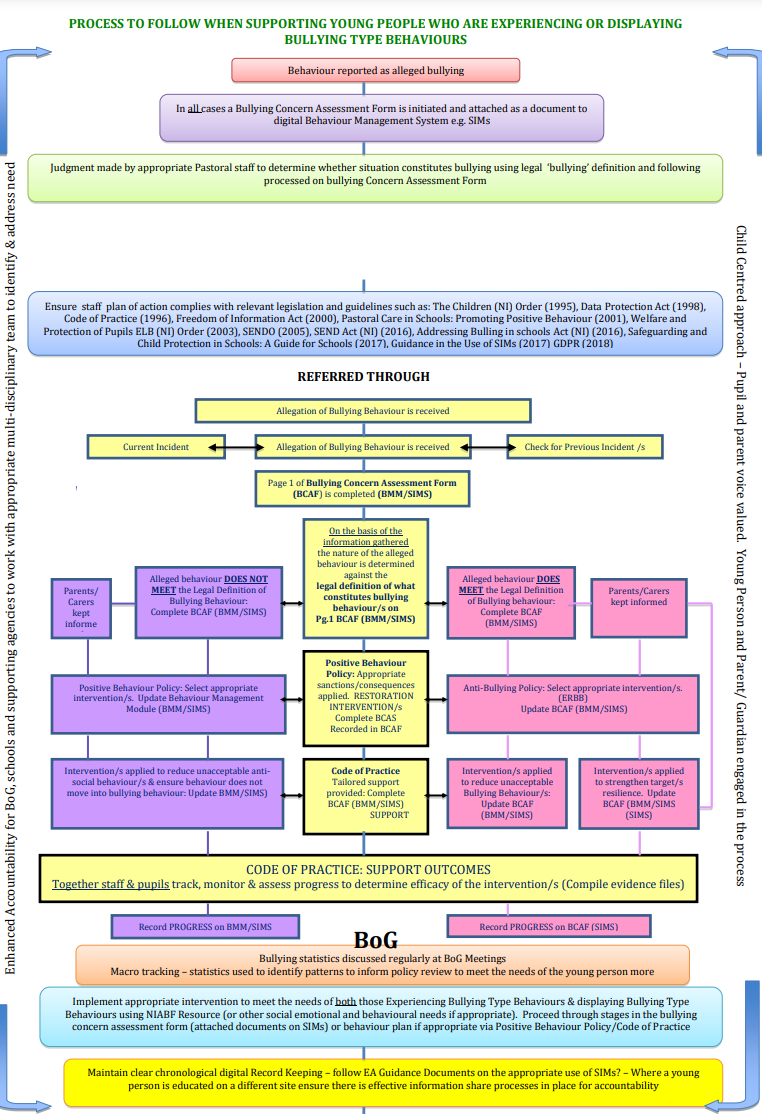 PROCESS TO FOLLOW WHEN SUPPORTING YOUNG PEOPLE WHO ARE EXPERIENCING OR DISPLAYING
BULLYING TYPE BEHAVIOURS
Behaviour reported as alleged bullying
In all cases a Bullying Concern Assessment Form is initiated and attached as a document to
digital Behaviour Management System e.g. SIMs
Judgment made by appropriate Pastoral staff to determine whether situation constitutes bullying using legal 'bullying' definition and following
processed on bullying Concern Assessment Form
Enhanced Accountability for BoG, schools and supporting agencies to work with appropriate multi-disciplinary team to identify & address need
Child Centred approach – Pupil and parent voice valued. Young Person and Parent/ Guardian engaged in the process
Ensure staff plan of action complies with relevant legislation and guidelines such as: The Children (NI) Order (1995), Data Protection Act (1998),
Code of Practice (1996), Freedom of Information Act (2000), Pastoral Care in Schools: Promoting Positive Behaviour (2001), Welfare and
Protection of Pupils ELB (NI) Order (2003), SENDO (2005), SEND Act (NI) (2016), Addressing Bulling in schools Act (NI) (2016), Safeguarding and
Child Protection in Schools: A Guide for Schools (2017), Guidance in the Use of SIMs (2017) GDPR (2018)
REFERRED THROUGH
Allegation of Bullying Behaviour is received
Current Incident
Allegation of Bullying Behaviour is received
Check for Previous Incident /s
Page 1 of Bullying Concern Assessment Form
(BCAF) is completed (BMM/SIMS)
On the basis of the
information gathered
the nature of the alleged
behaviour is determined
against the
legal definition of what
constitutes bullying
behaviour/s on
Pg.1 BCAF (BMM/SIMS)
Parents/
Carers
kept
informe
Alleged behaviour DOES NOT
MEET the Legal Definition of
Bullying Behaviour:
Complete BCAF (BMM/SIMS)
Alleged behaviour DOES
MEET the Legal Definition
of Bullying behaviour:
Complete BCAF
(BMM/SIMS)
Parents/Carers
kept informed
Positive Behaviour Policy: Select appropriate
intervention/s. Update Behaviour Management
Module (BMM/SIMS)
Positive Behaviour
Policy: Appropriate
sanctions/consequences
applied. RESTORATION
INTERVENTION/s
Complete BCAS
Recorded in BCAF
Anti-Bullying Policy: Select appropriate intervention/s.
(ERBB)
Update BCAF (BMM/SIMS)
Intervention/s applied to reduce unacceptable anti-
social behaviour/s & ensure behaviour does not
move into bullying behaviour: Update BMM/SIMS)
Code of Practice
Tailored support
provided: Complete
BCAF (BMM/SIMS)
SUPPORT
Intervention/s applied
to reduce unacceptable
Bullying Behaviour/s:
Update BCAF
(BMM/SIMS)
Intervention/s applied
to strengthen target/s
resilience. Update
BCAF (BMM/SIMS
(SIMS)
CODE OF PRACTICE: SUPPORT OUTCOMES
Together staff & pupils track, monitor & assess progress to determine efficacy of the intervention/s (Compile evidence files)
Record PROGRESS on BMM/SIMS
Record PROGRESS on BCAF (SIMS)
BoG
Bullying statistics discussed regularly at BoG Meetings
Macro tracking – statistics used to identify patterns to inform policy review to meet the needs of the young person more
Implement appropriate intervention to meet the needs of both those Experiencing Bullying Type Behaviours & displaying Bullying Type
Behaviours using NIABF Resource (or other social emotional and behavioural needs if appropriate). Proceed through stages in the bullying
concern assessment form (attached documents on SIMs) or behaviour plan if appropriate via Positive Behaviour Policy/Code of Practice
Maintain clear chronological digital Record Keeping – follow EA Guidance Documents on the appropriate use of SIMs? – Where a young
person is educated on a different site ensure there is effective information share processes in place for accountability